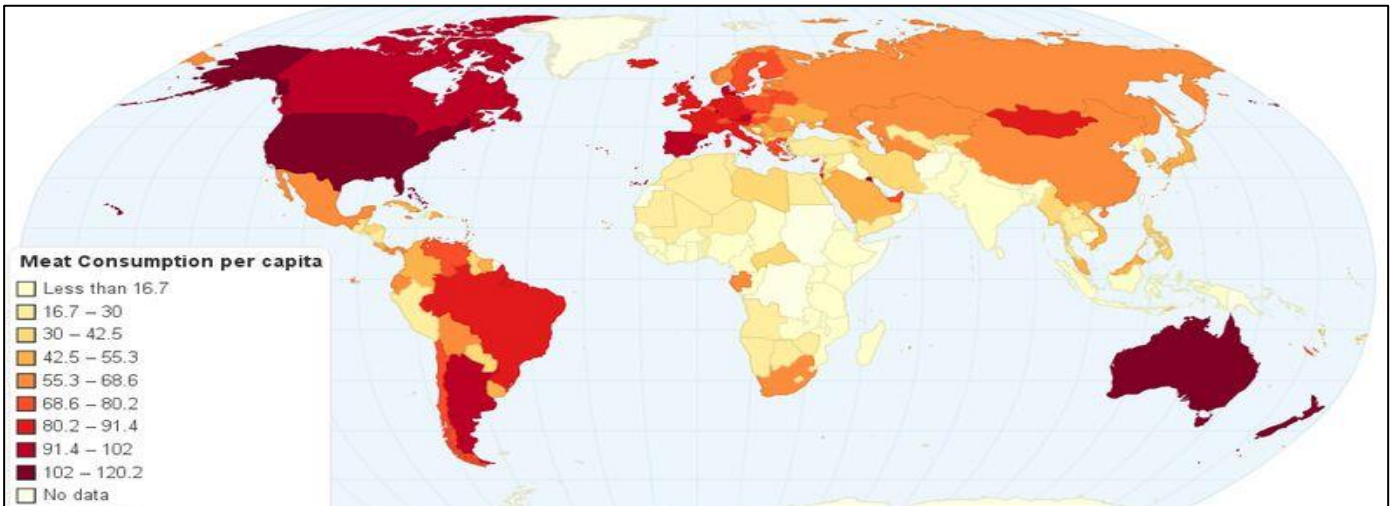 Meat Consumption per capita
Less than 16.7
16.7 – 30
30 – 42.5
42.5 – 55.3
55.3 – 68.6
68.6 – 80.2
80.2 – 91.4
91.4 – 102
102 – 120.2
No data